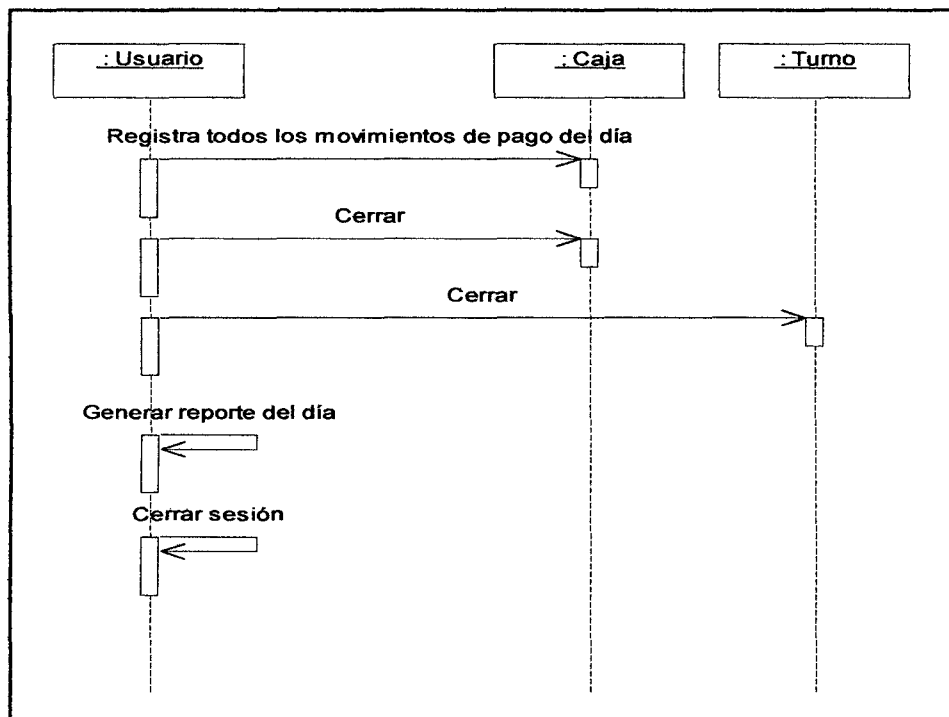 : Usuario
: Caja
: Turno
Registra todos los movimientos de pago del día
Cerrar
Cerrar
Generar reporte del día
Cerrar sesión